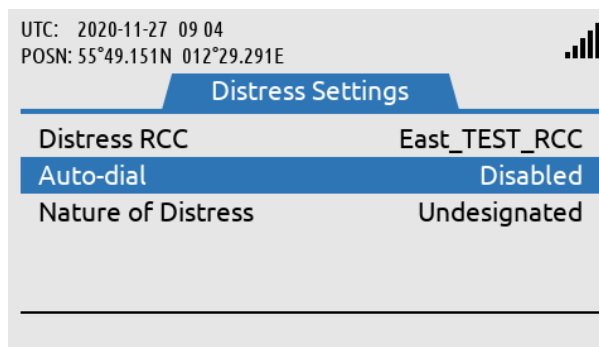 UTC: 2020-11-27 09 04
POSN: 55°49.151N 012°29.291E
Distress Settings
Distress RCC East_TEST_RCC
Auto-dial Disabled
Nature of Distress Undesignated